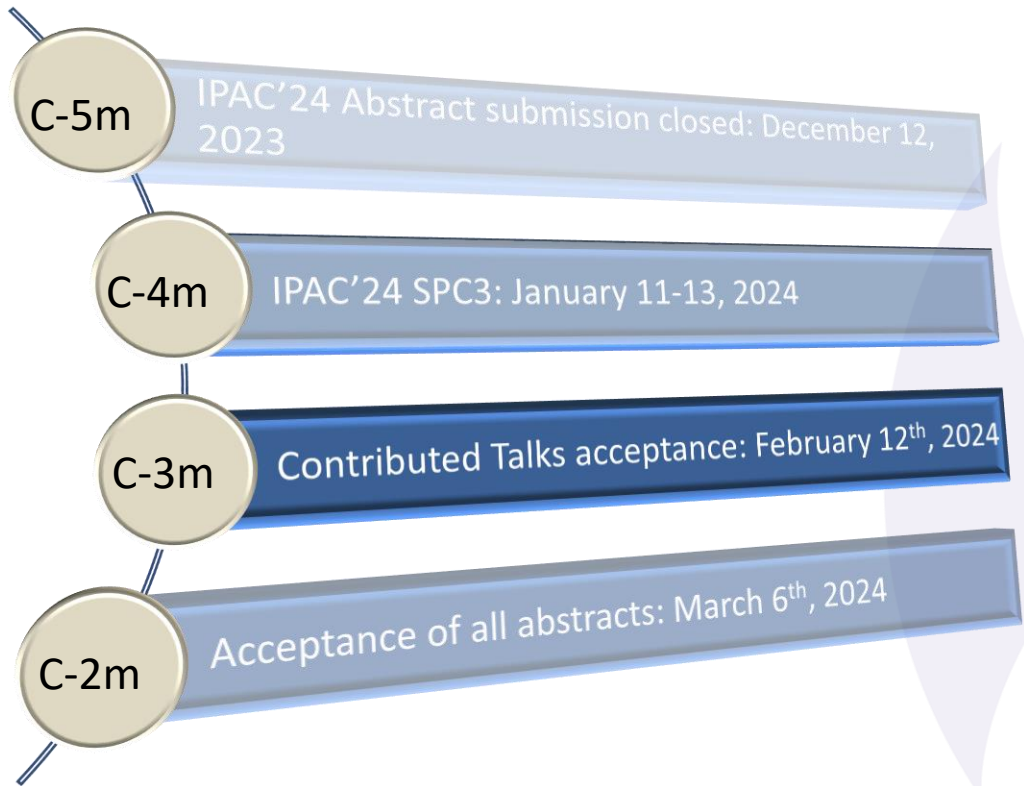 C-5m
IPAC’24 Abstract submission closed: December 12,
2023
C-4m
IPAC’24 SPC3: January 11-13, 2024
C-3m
Contributed Talks acceptance: February 12th, 2024
C-2m
Acceptance of all abstracts: March 6th, 2024